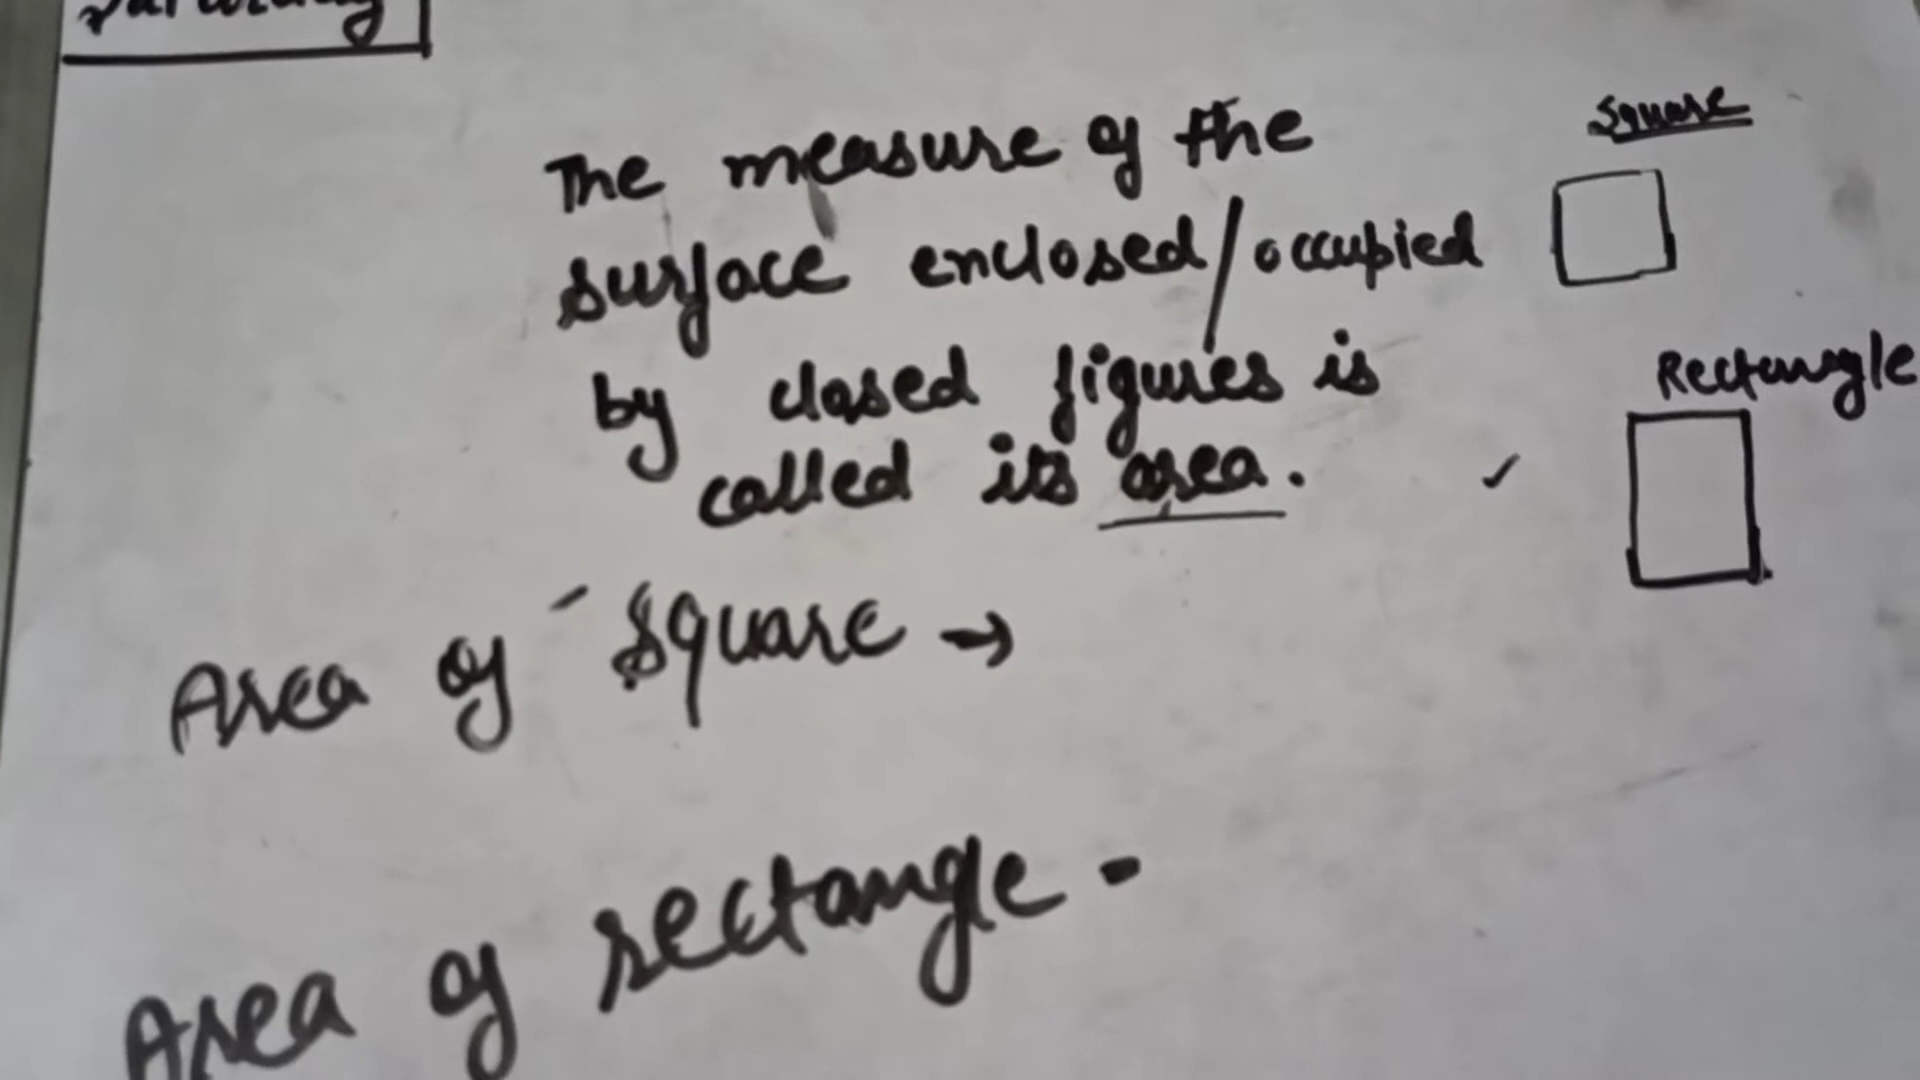 The measure of the
surface enclosed/occupied
by closed figures is
called its area.
Square
Rectangle
Area of Square →
Area of rectangle -